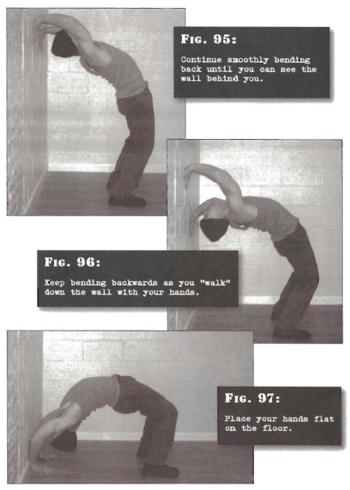 FIG. 95:
Continue smoothly bending
back until you can see the
wall behind you.
FIG. 96:
Keep bending backwards as you "walk"
down the wall with your hands.
FIG. 97:
Place your hands flat
on the floor.